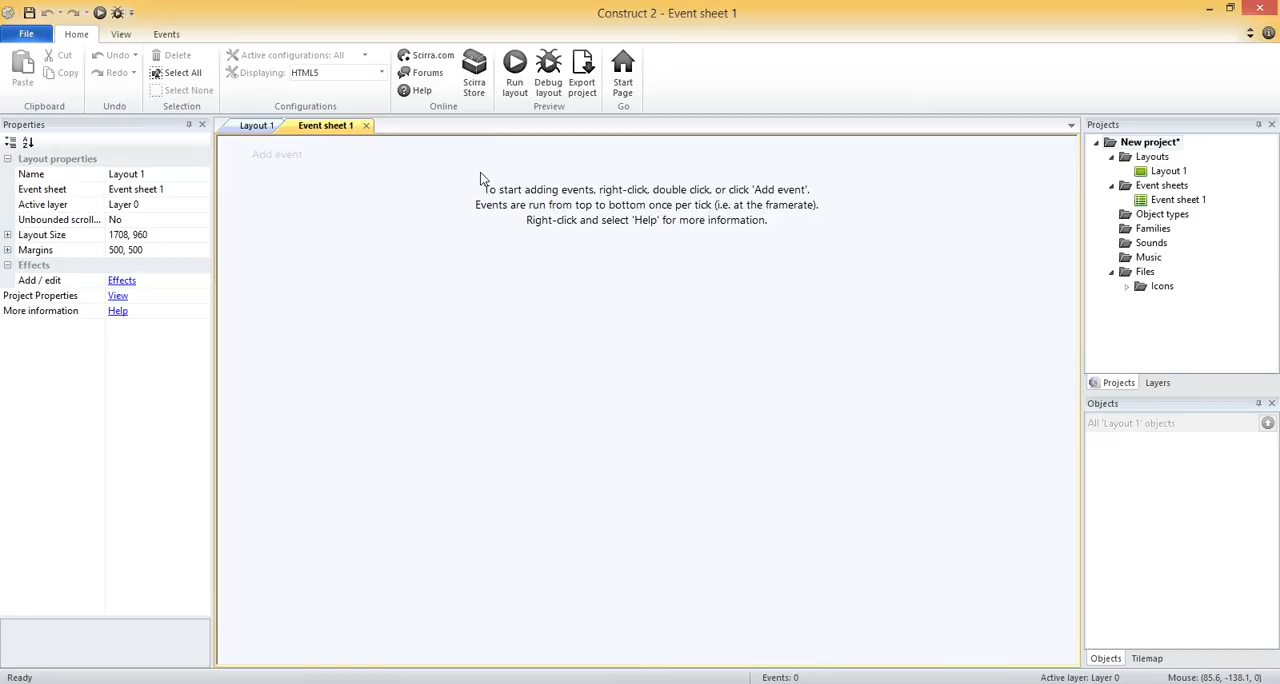 Construct 2 - Event sheet 1
File Home View Events
Paste Cut Copy Clipboard
Undo Redo Undo
Delete Select All Select None Selection
Active configurations: All
Displaying: HTML5
Configurations
Scirra.com Forums Help Scirra Store Online
Run layout Debug layout Export project Preview
Start Page Go
Properties
Layout properties
Name Layout 1
Event sheet Event sheet 1
Active layer Layer 0
Unbounded scroll... No
Layout Size 1708, 960
Margins 500, 500
Effects
Add / edit Effects
Project Properties View
More information Help
Layout 1 Event sheet 1
Add event
To start adding events, right-click, double click, or click 'Add event'.
Events are run from top to bottom once per tick (i.e. at the framerate).
Right-click and select 'Help' for more information.
Projects
New project*
Layouts
Layout 1
Event sheets
Event sheet 1
Object types
Families
Sounds
Music
Files
Icons
Projects Layers
Objects
All 'Layout 1' objects
Objects Tilemap
Ready Events: 0 Active layer: Layer 0 Mouse: (85.6, -138.1, 0)